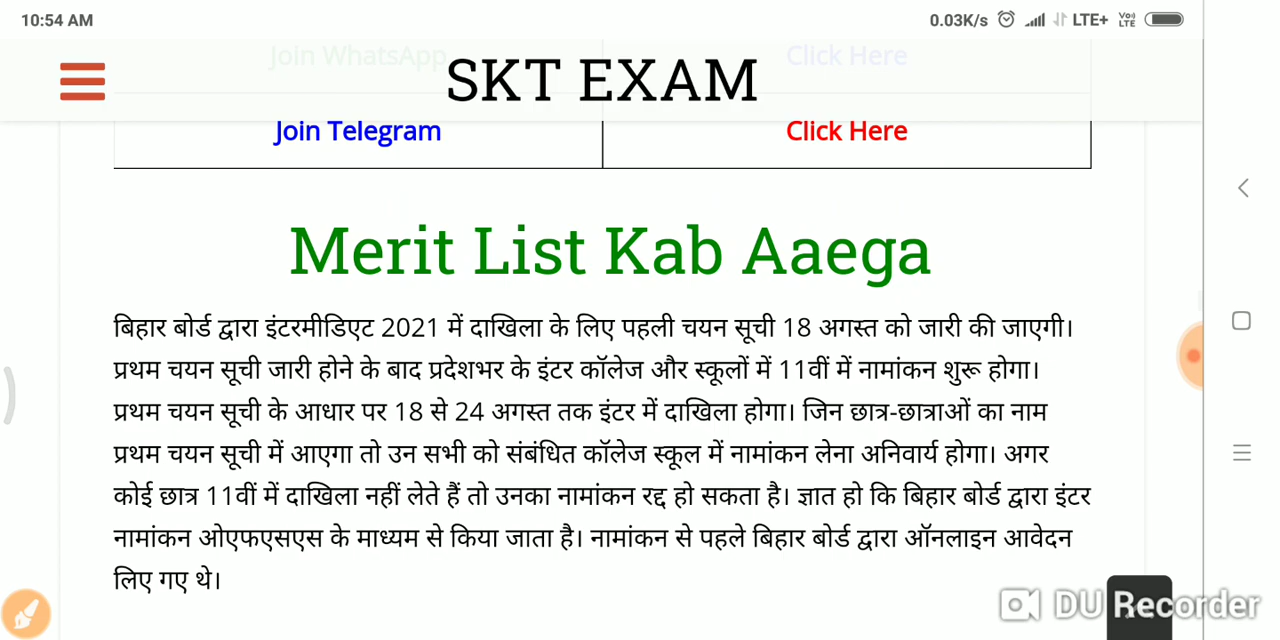 10:54 AM
0.03K/s LTE+ VoD LTE
Join WhatsApp Click Here
SKT EXAM
Join Telegram Click Here
Merit List Kab Aaega
बिहार बोर्ड द्वारा इंटरमीडिएट 2021 में दाखिला के लिए पहली चयन सूची 18 अगस्त को जारी की जाएगी।
प्रथम चयन सूची जारी होने के बाद प्रदेशभर के इंटर कॉलेज और स्कूलों में 11वीं में नामांकन शुरू होगा।
प्रथम चयन सूची के आधार पर 18 से 24 अगस्त तक इंटर में दाखिला होगा। जिन छात्र-छात्राओं का नाम
प्रथम चयन सूची में आएगा तो उन सभी को संबंधित कॉलेज स्कूल में नामांकन लेना अनिवार्य होगा। अगर
कोई छात्र 11वीं में दाखिला नहीं लेते हैं तो उनका नामांकन रद्द हो सकता है। ज्ञात हो कि बिहार बोर्ड द्वारा इंटर
नामांकन ओएफएसएस के माध्यम से किया जाता है। नामांकन से पहले बिहार बोर्ड द्वारा ऑनलाइन आवेदन
लिए गए थे।
DU Recorder